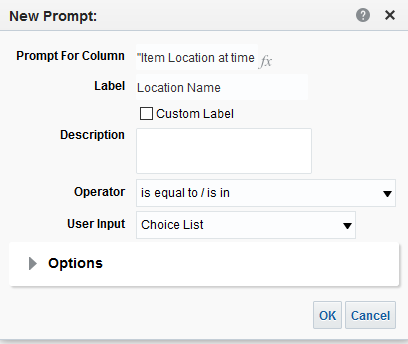 New Prompt:
Prompt For Column "Item Location at time fx
Label Location Name
Custom Label
Description
Operator is equal to / is in
User Input Choice List
Options
OK Cancel